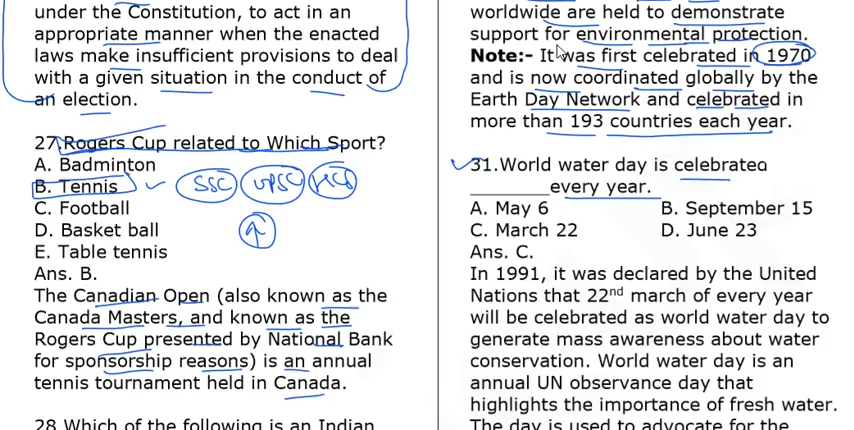 under the Constitution, to act in an
appropriate manner when the enacted
laws make insufficient provisions to deal
with a given situation in the conduct of
an election.
27.Rogers Cup related to Which Sport?
A. Badminton
B. Tennis
SSC UPSC HCS
C. Football
D. Basket ball
E. Table tennis
Ans. B.
The Canadian Open (also known as the
Canada Masters, and known as the
Rogers Cup presented by National Bank
for sponsorship reasons) is an annual
tennis tournament held in Canada.
28.Which of the following is an Indian
worldwide are held to demonstrate
support for environmental protection.
Note:- It was first celebrated in 1970
and is now coordinated globally by the
Earth Day Network and celebrated in
more than 193 countries each year.
31.World water day is celebrated
________every year.
A. May 6 B. September 15
C. March 22 D. June 23
Ans. C.
In 1991, it was declared by the United
Nations that 22nd march of every year
will be celebrated as world water day to
generate mass awareness about water
conservation. World water day is an
annual UN observance day that
highlights the importance of fresh water.
The day is used to advocate for the